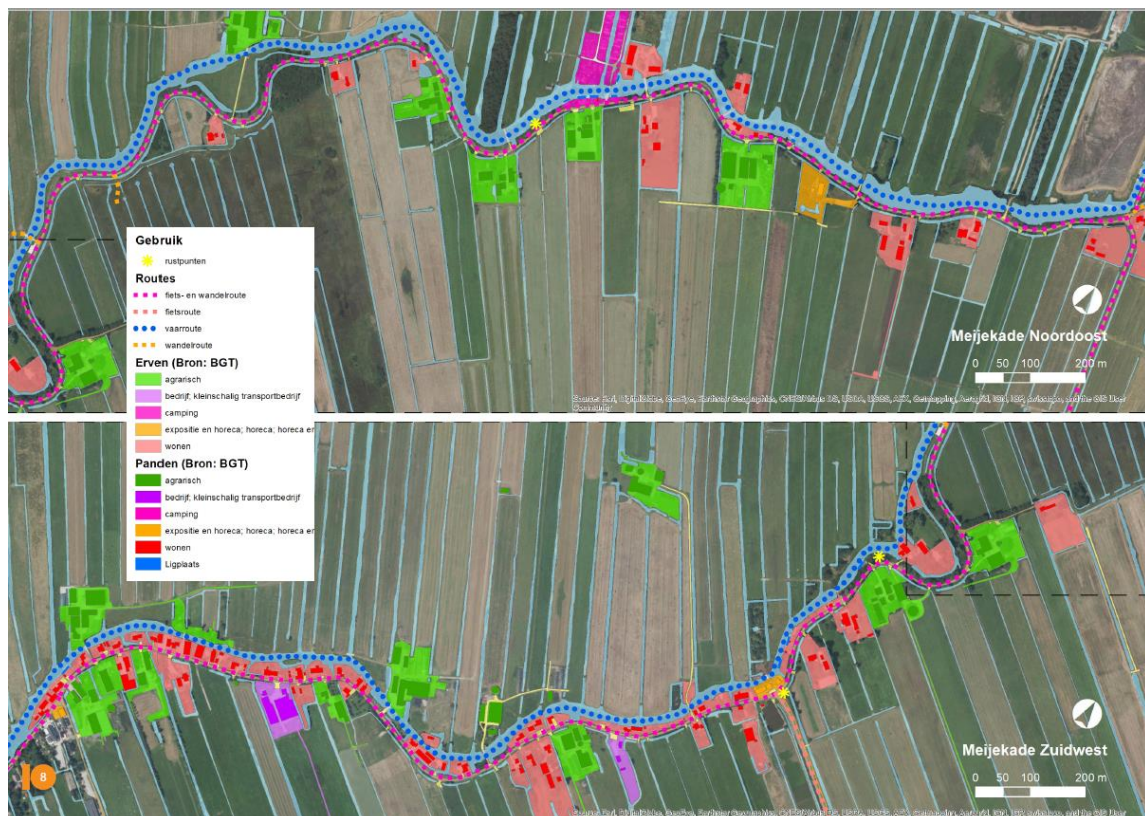 Gebruik
rustpunten
Routes
fiets- en wandelroute
fietsroute
vaarroute
wandelroute
Erven (Bron: BGT)
agrarisch
bedrijf; kleinschalig transportbedrijf
camping
expositie en horeca; horeca; horeca en
wonen
Panden (Bron: BGT)
agrarisch
bedrijf; kleinschalig transportbedrijf
camping
expositie en horeca; horeca; horeca en
wonen
Ligplaats
Meijekade Noordoost
0 50 100 200 m
Meijekade Zuidwest
0 50 100 200 m
8